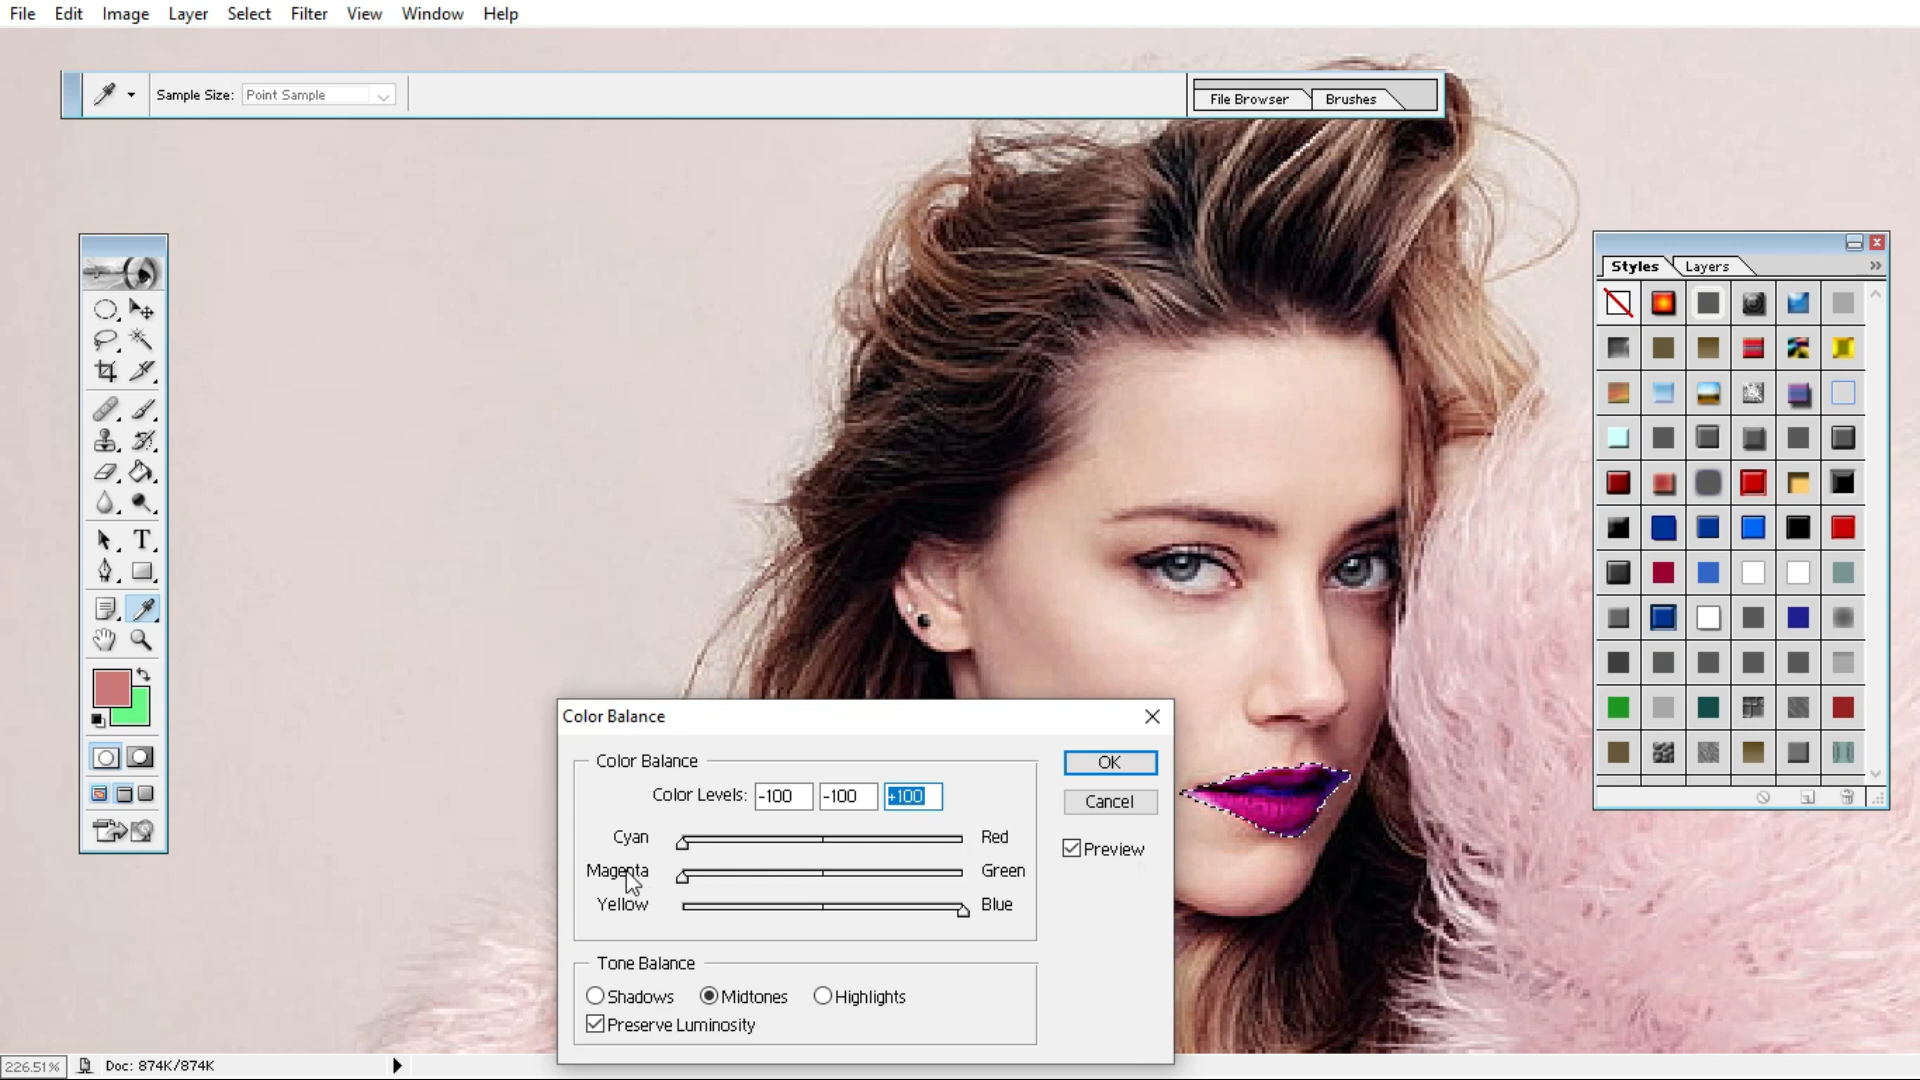 File Edit Image Layer Select Filter View Window Help
Sample Size: Point Sample
File Browser Brushes
Styles Layers
T
Color Balance
Color Balance
OK
Color Levels: -100 -100 +100
Cancel
Cyan Red
Preview
Magenta Green
Yellow Blue
Tone Balance
Shadows Midtones Highlights
Preserve Luminosity
226.51% Doc: 874K/874K